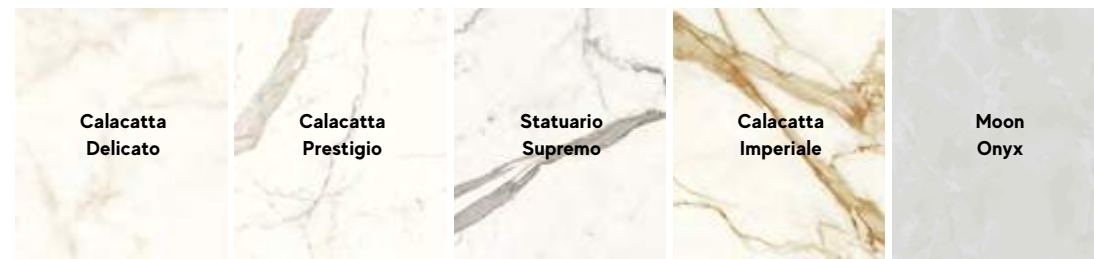 Calacatta
Delicato
Calacatta
Prestigio
Statuario
Supremo
Calacatta
Imperiale
Moon
Onyx